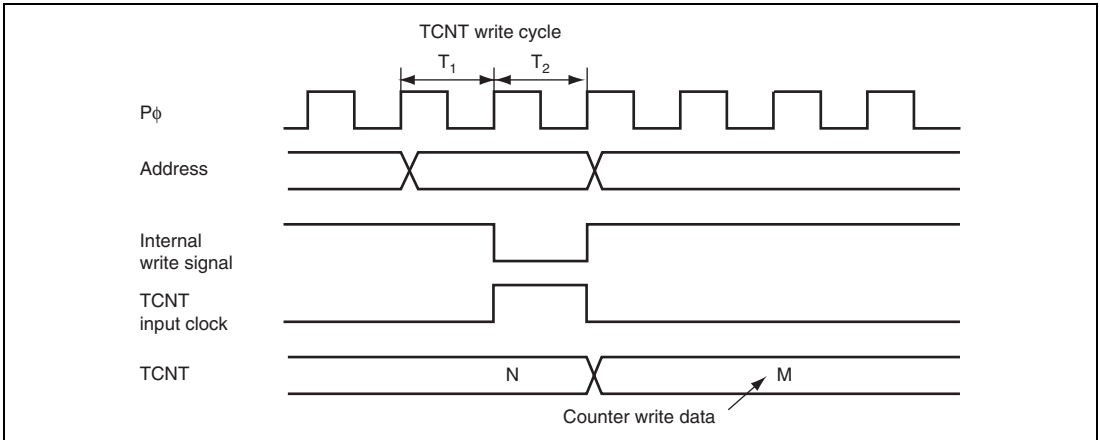 TCNT write cycle
T1 T2
Pϕ
Address
Internal
write signal
TCNT
input clock
TCNT N M
Counter write data